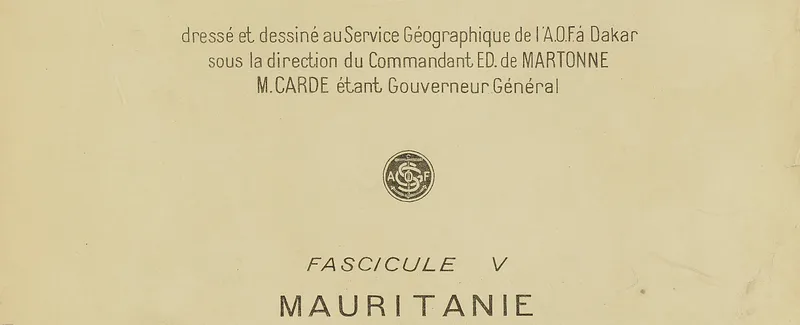 dressé et dessiné au Service Géographique de l'A.O.F à Dakar
sous la direction du Commandant ED. de MARTONNE
M. CARDE étant Gouverneur Général
A O F
FASCICULE V
MAURITANIE